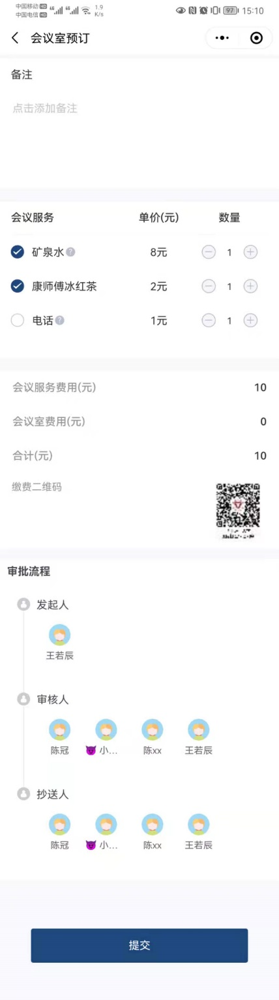 中国移动 HD 4G 4G 1.9 97 15:10
中国电信 HD K/s
会议室预订
备注
点击添加备注
会议服务 单价(元) 数量
矿泉水 ? 8元 1
康师傅冰红茶 2元 1
电话 ? 1元 1
会议服务费用(元) 10
会议室费用(元) 0
合计(元) 10
缴费二维码
审批流程
发起人
王若辰
审核人
陈冠 😈 小... 陈xx 王若辰
抄送人
陈冠 😈 小... 陈xx 王若辰
提交